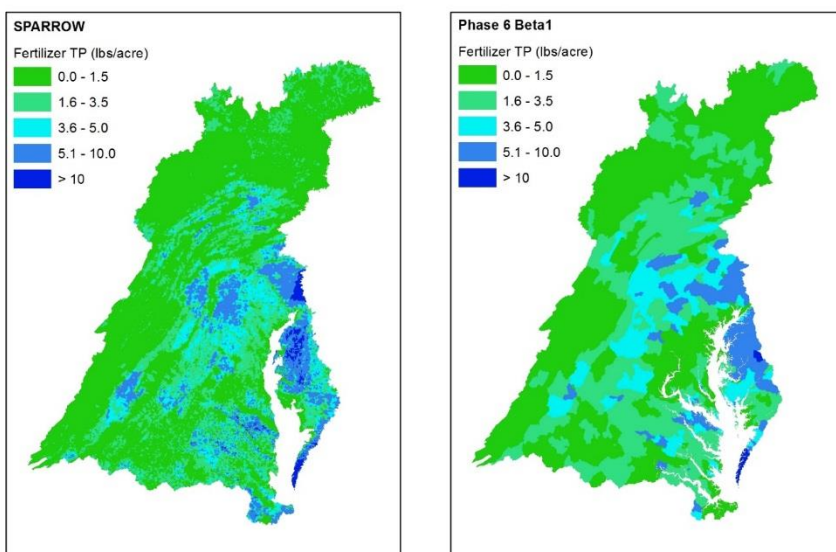 SPARROW
Fertilizer TP (lbs/acre)
0.0 - 1.5
1.6 - 3.5
3.6 - 5.0
5.1 - 10.0
> 10
Phase 6 Beta1
Fertilizer TP (lbs/acre)
0.0 - 1.5
1.6 - 3.5
3.6 - 5.0
5.1 - 10.0
> 10